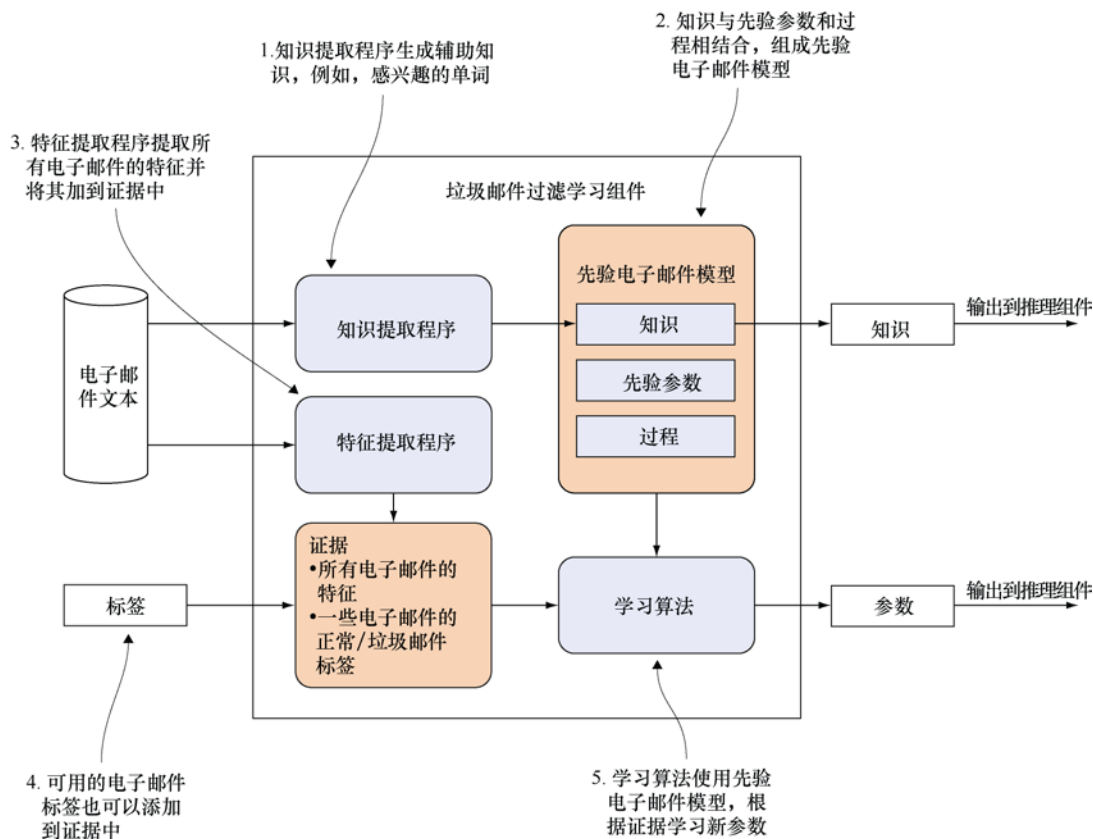 1.知识提取程序生成辅助知
识，例如，感兴趣的单词
2. 知识与先验参数和过
程相结合，组成先验
电子邮件模型
3. 特征提取程序提取所
有电子邮件的特征并
将其加到证据中
垃圾邮件过滤学习组件
先验电子邮件模型
知识提取程序
知识
知识
输出到推理组件
电子邮
件文本
先验参数
特征提取程序
过程
证据
•所有电子邮件的
特征
•一些电子邮件的
正常/垃圾邮件
标签
标签
学习算法
参数
输出到推理组件
4. 可用的电子邮件
标签也可以添加
到证据中
5. 学习算法使用先验
电子邮件模型，根
据证据学习新参数